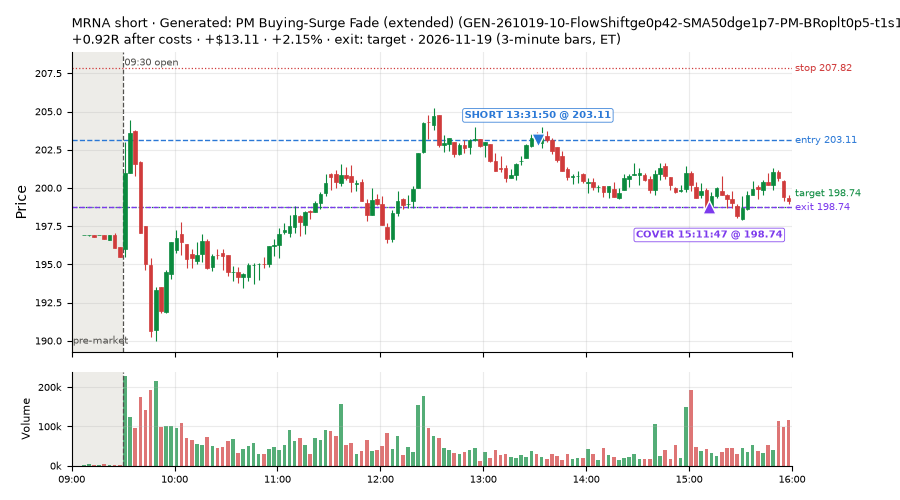 MRNA short · Generated: PM Buying-Surge Fade (extended) (GEN-261019-10-FlowShiftge0p42-SMA50dge1p7-PM-BRoplt0p5-t1s1
+0.92R after costs · +$13.11 · +2.15% · exit: target · 2026-11-19 (3-minute bars, ET)
09:30 open
stop 207.82
207.5
205.0
SHORT 13:31:50 @ 203.11
entry 203.11
202.5
200.0
target 198.74
exit 198.74
197.5
COVER 15:11:47 @ 198.74
195.0
192.5
190.0
pre-market
Price
200k
100k
0k
Volume
09:00 10:00 11:00 12:00 13:00 14:00 15:00 16:00